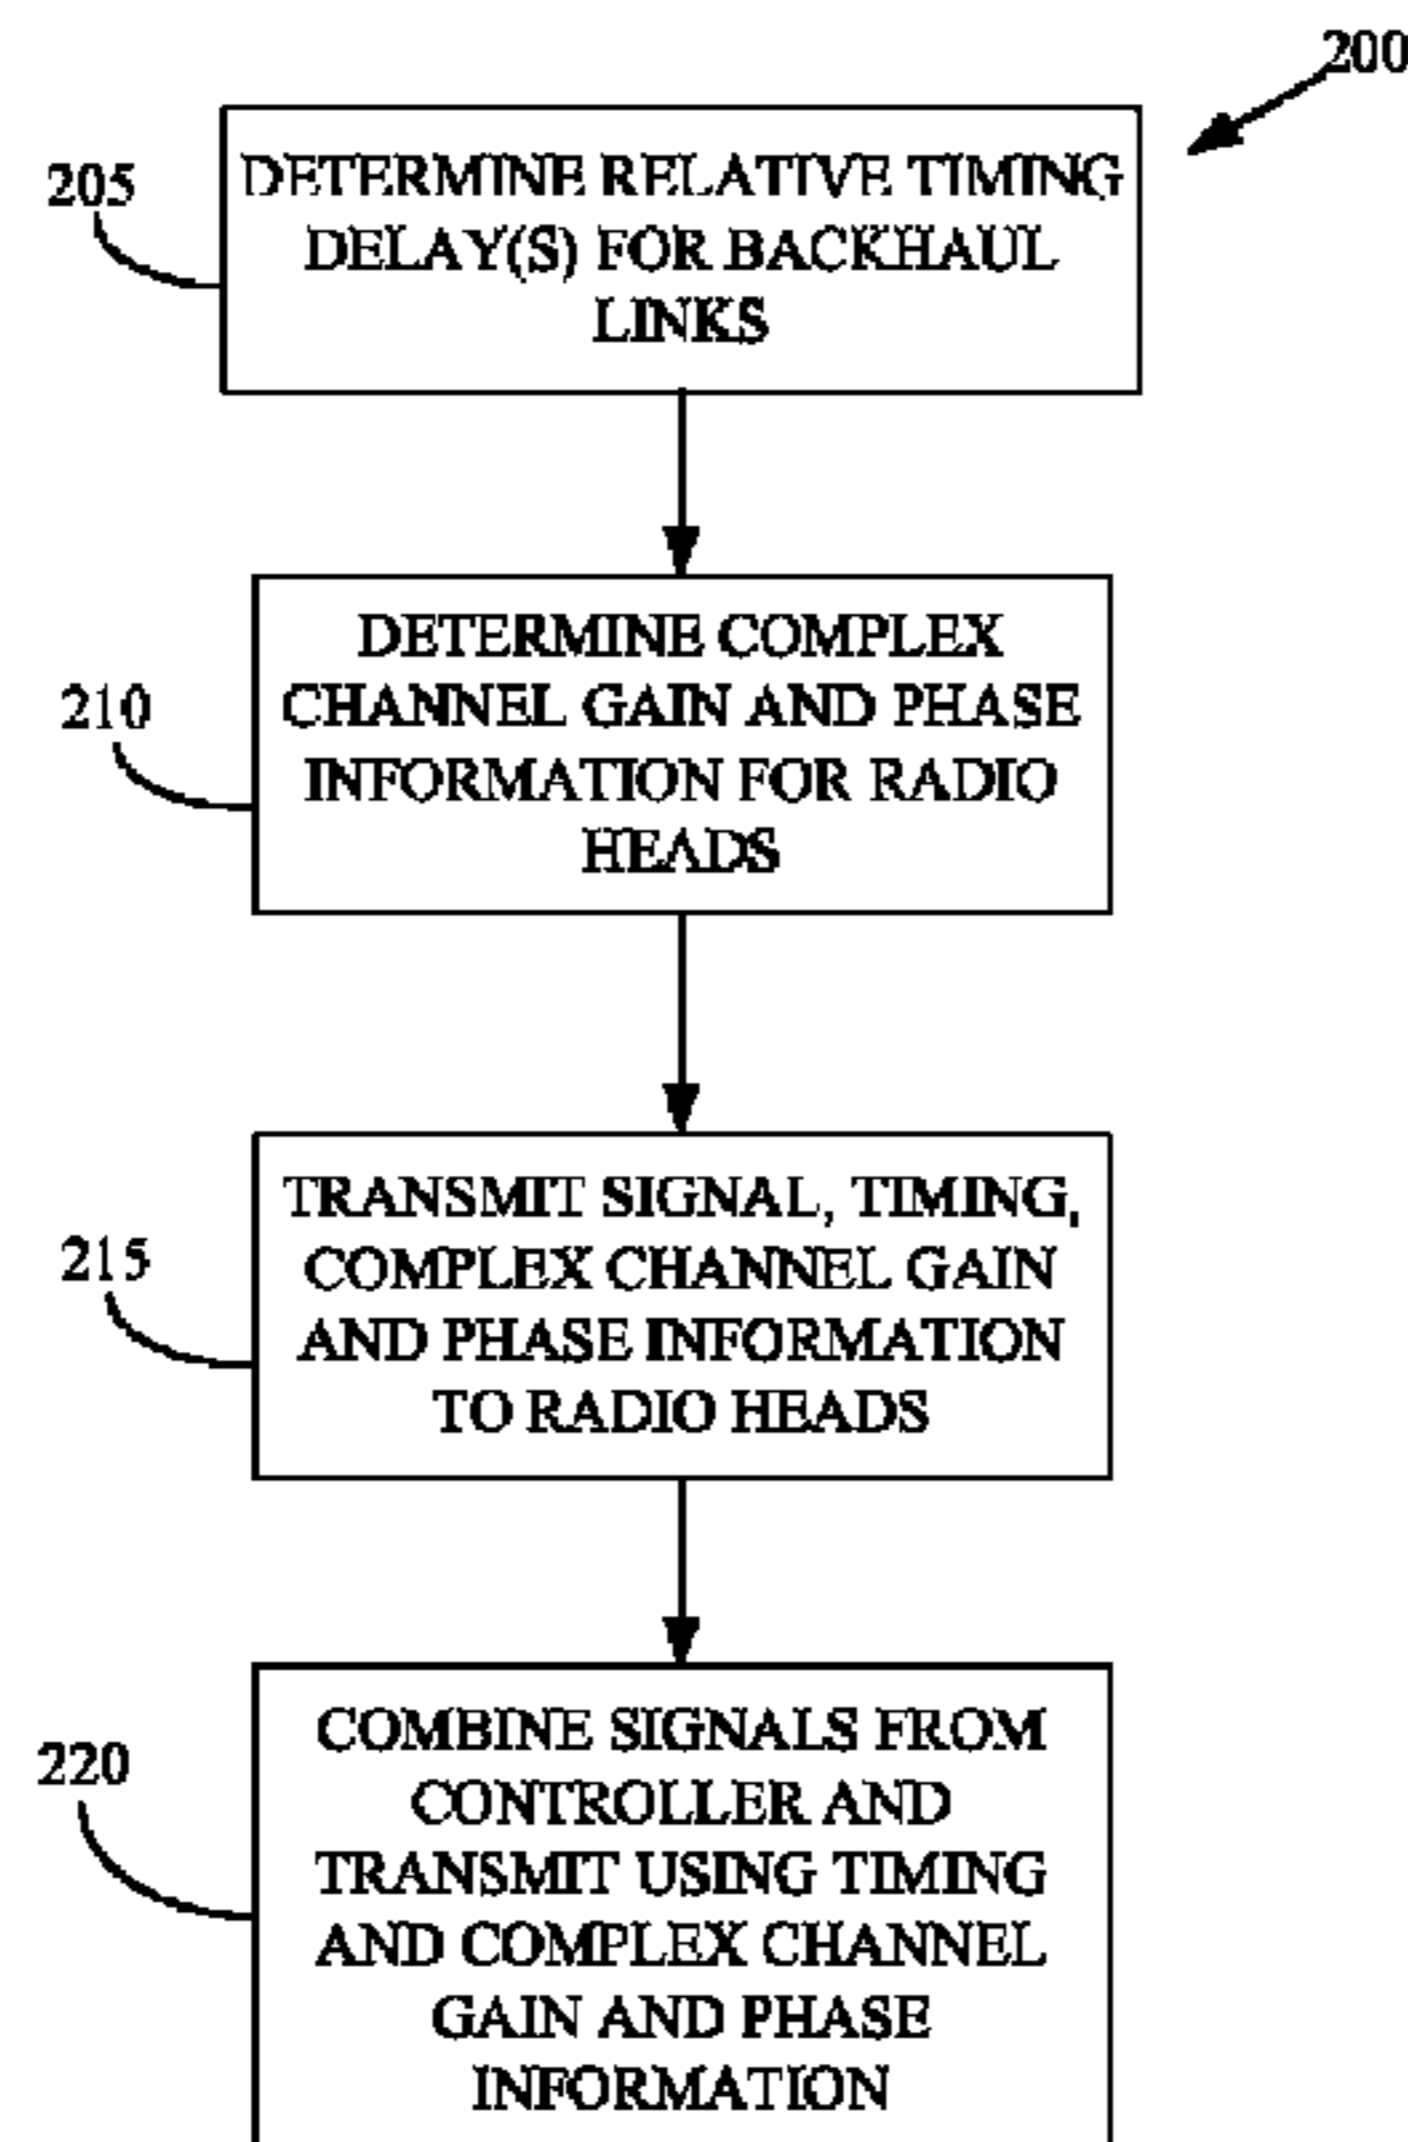 200
205
DETERMINE RELATIVE TIMING
DELAY(S) FOR BACKHAUL
LINKS
210
DETERMINE COMPLEX
CHANNEL GAIN AND PHASE
INFORMATION FOR RADIO
HEADS
215
TRANSMIT SIGNAL, TIMING,
COMPLEX CHANNEL GAIN
AND PHASE INFORMATION
TO RADIO HEADS
220
COMBINE SIGNALS FROM
CONTROLLER AND
TRANSMIT USING TIMING
AND COMPLEX CHANNEL
GAIN AND PHASE
INFORMATION